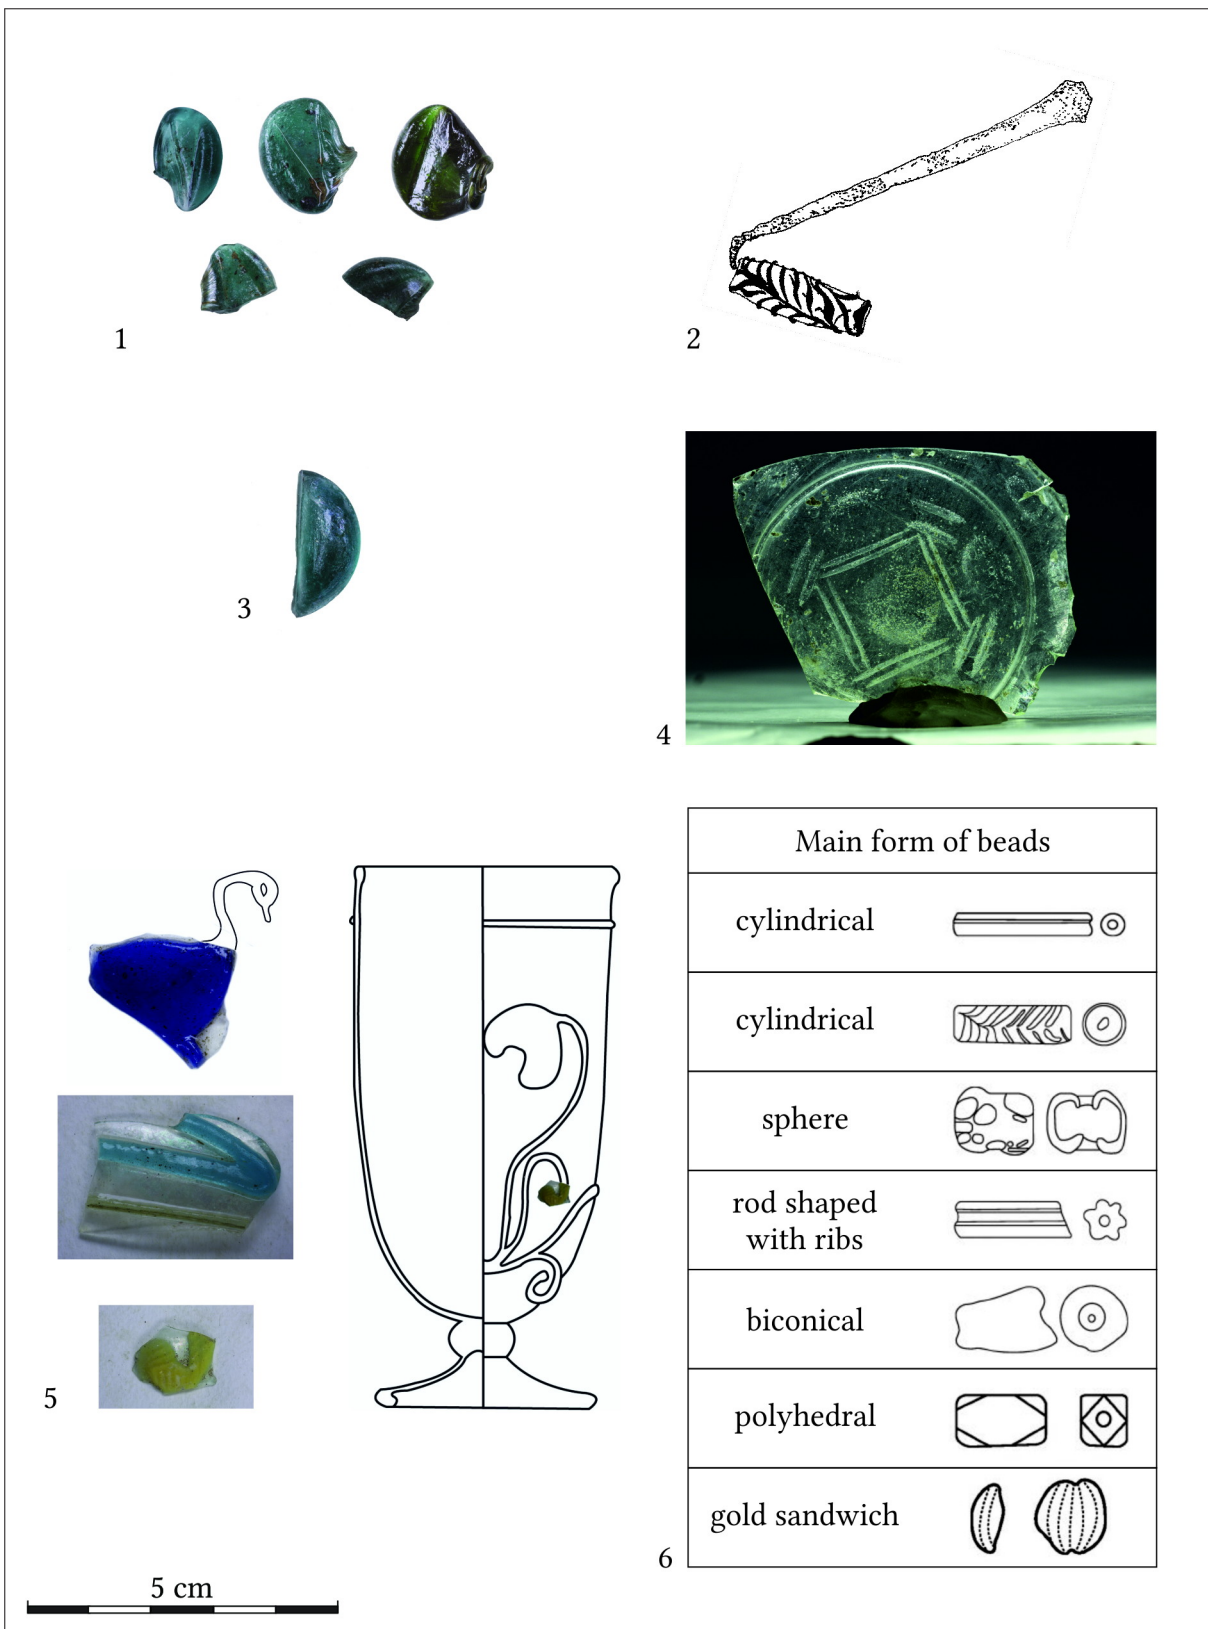 1
2
3
4
5
Main form of beads
cylindrical
cylindrical
sphere
rod shaped
with ribs
biconical
polyhedral
gold sandwich
6
5 cm